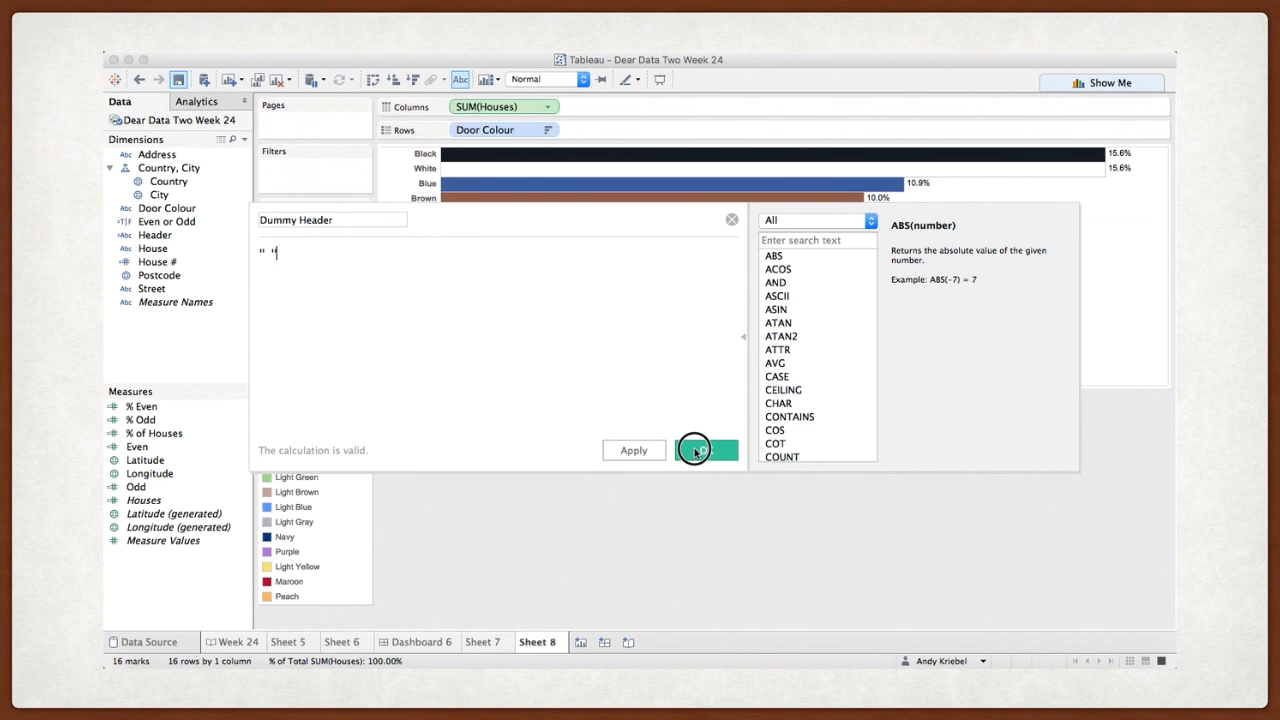 Tableau - Dear Data Two Week 24
Abc
Normal
Show Me
Data
Analytics
Pages
Columns
SUM(Houses)
Dear Data Two Week 24
Rows
Door Colour
Dimensions
Filters
Abc Address
Country, City
Country
City
Abc Door Colour
=T|F Even or Odd
Abc Header
Abc House
House #
Postcode
Abc Street
Abc Measure Names
Black
15.6%
White
15.6%
Blue
10.9%
Brown
10.0%
Dummy Header
" "
The calculation is valid.
Apply
All
Enter search text
ABS
ACOS
AND
ASCII
ASIN
ATAN
ATAN2
ATTR
AVG
CASE
CEILING
CHAR
CONTAINS
COS
COT
COUNT
ABS(number)
Returns the absolute value of the given
number.
Example: ABS(-7) = 7
Measures
% Even
% Odd
% of Houses
Even
Latitude
Longitude
Odd
Houses
Latitude (generated)
Longitude (generated)
Measure Values
Light Green
Light Brown
Light Blue
Light Gray
Navy
Purple
Light Yellow
Maroon
Peach
Data Source
Week 24
Sheet 5
Sheet 6
Dashboard 6
Sheet 7
Sheet 8
16 marks
16 rows by 1 column
% of Total SUM(Houses): 100.00%
Andy Kriebel